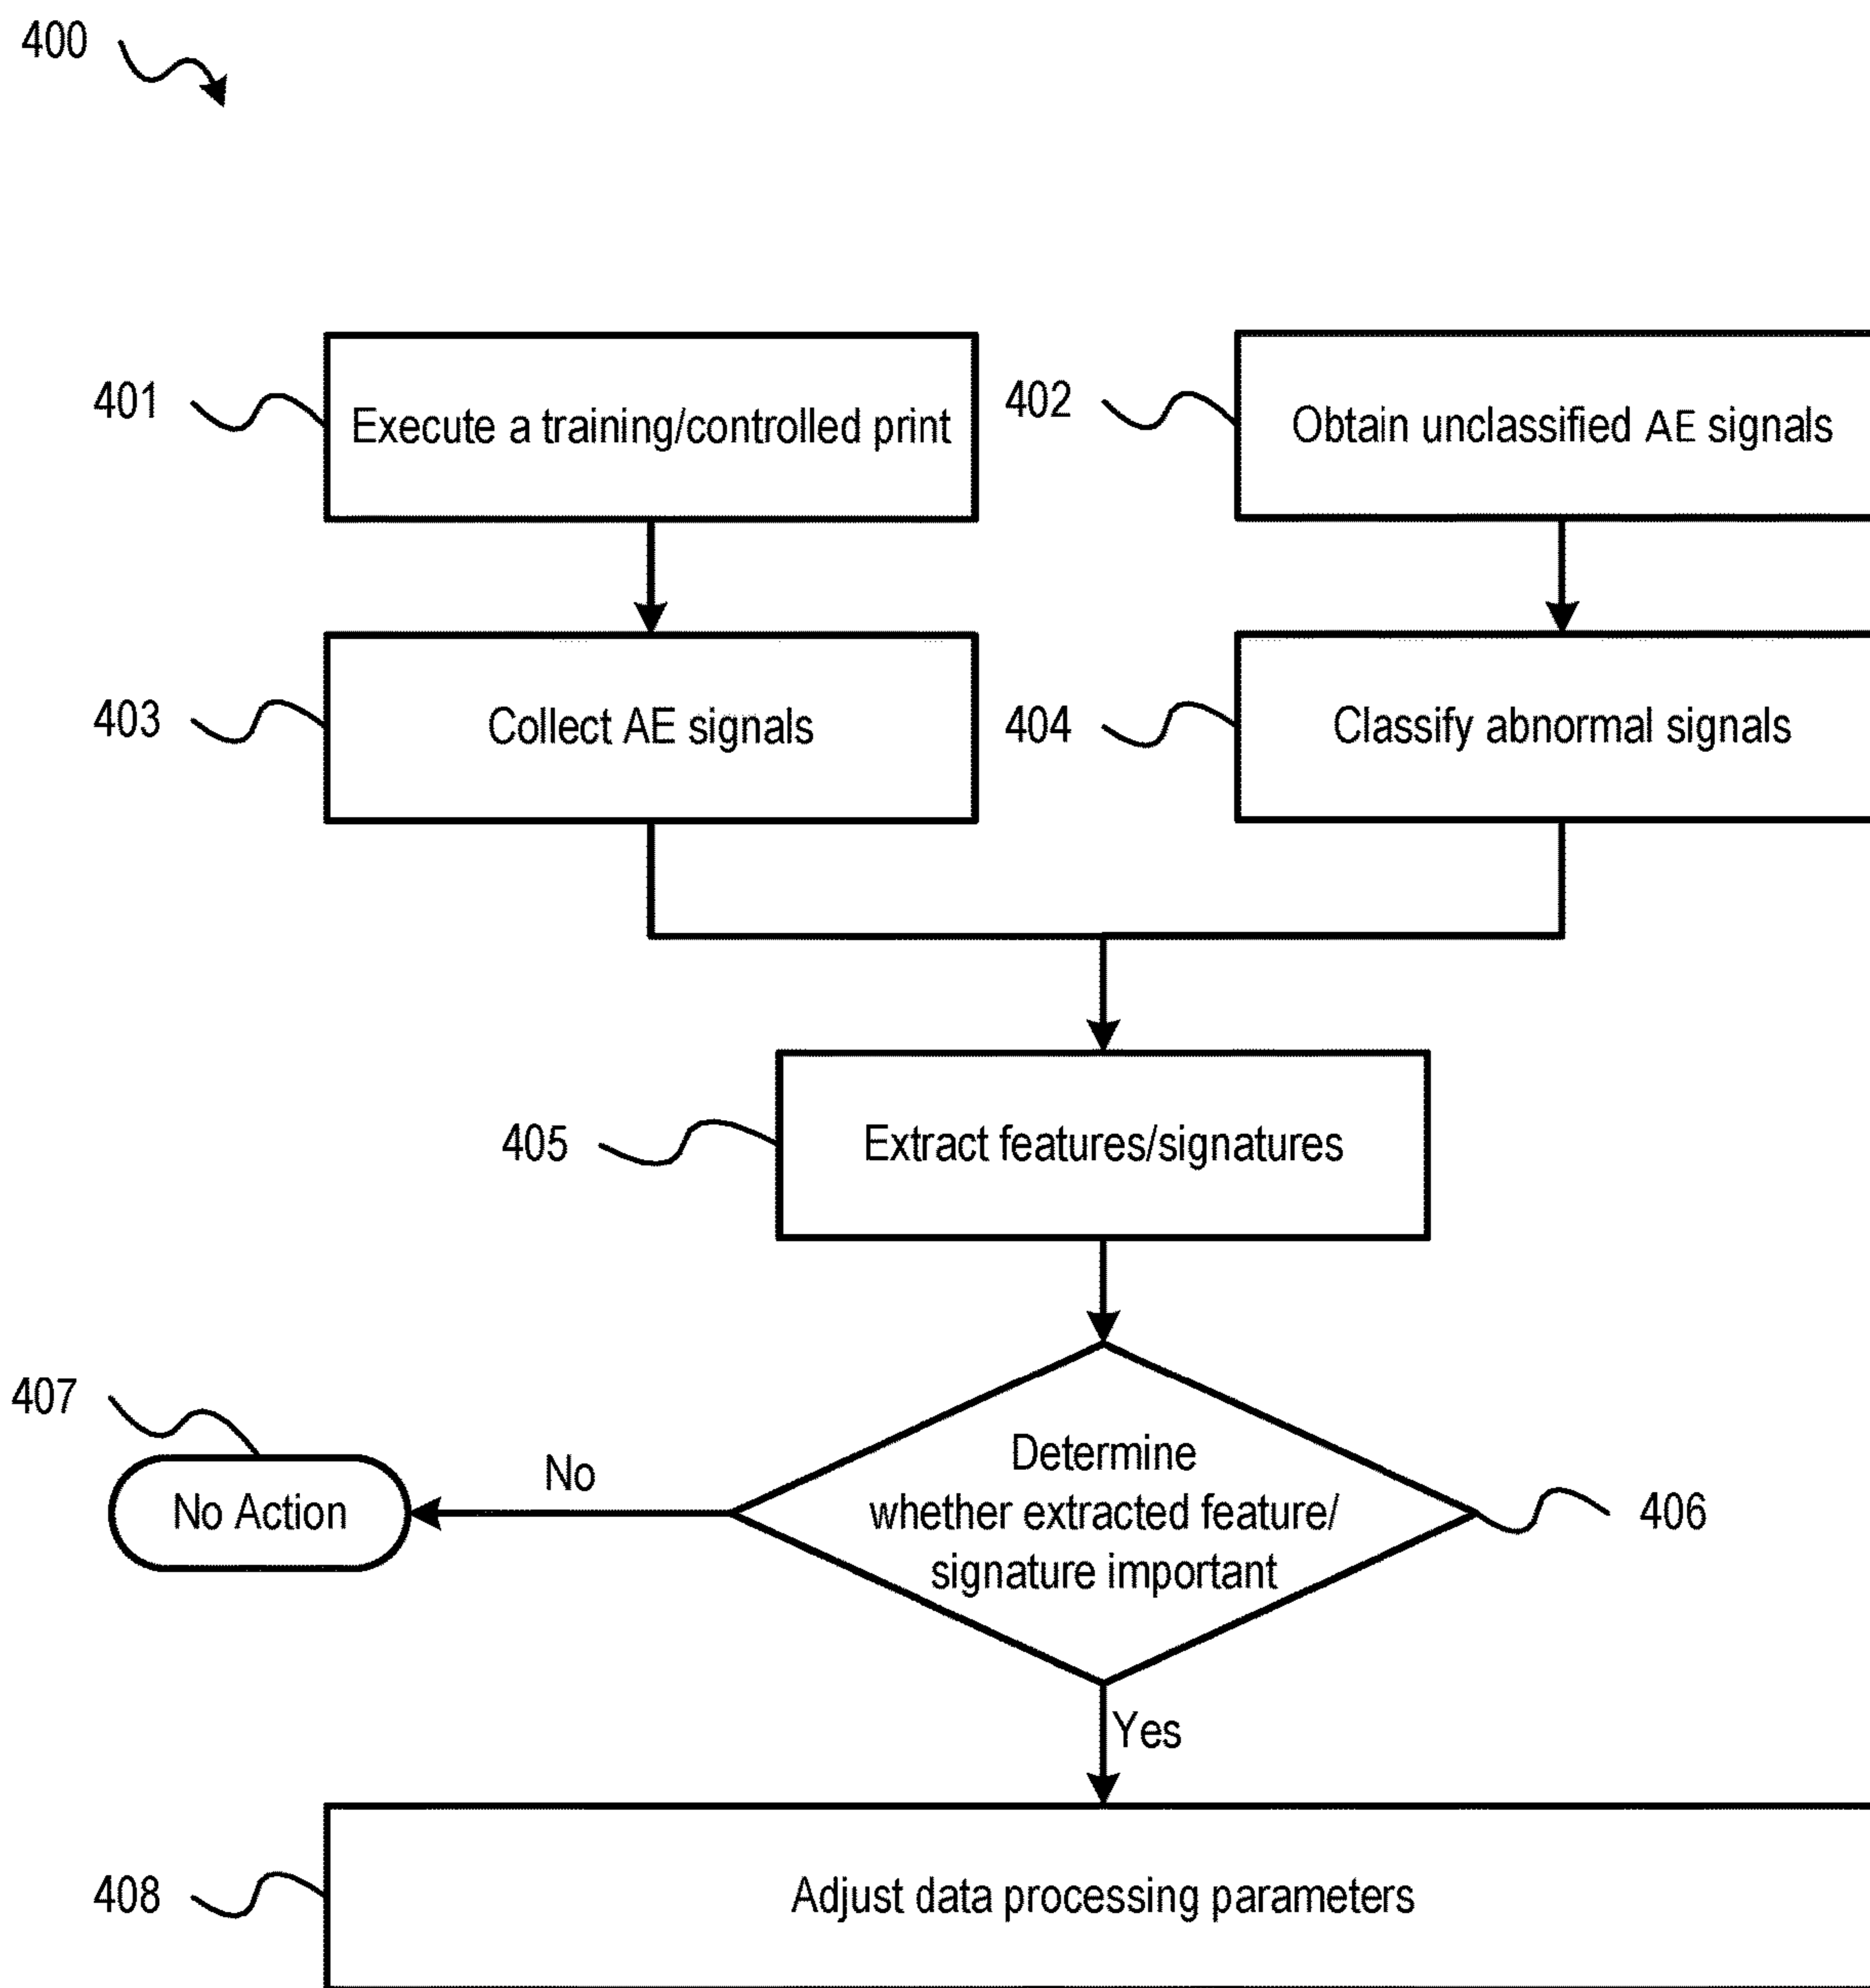 400
401
Execute a training/controlled print
402
Obtain unclassified AE signals
403
Collect AE signals
404
Classify abnormal signals
405
Extract features/signatures
407
No Action
No
Determine
whether extracted feature/
signature important
406
Yes
408
Adjust data processing parameters